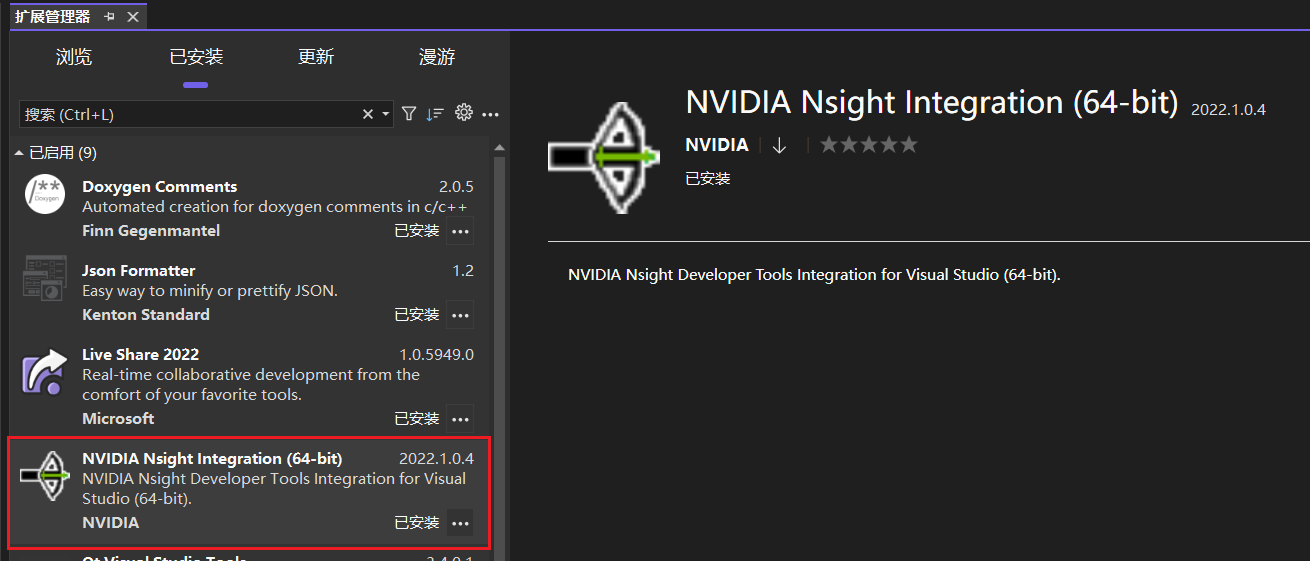 扩展管理器
浏览 已安装 更新 漫游
搜索 (Ctrl+L)
已启用 (9)
Doxygen Comments 2.0.5
Automated creation for doxygen comments in c/c++
Finn Gegenmantel 已安装
Json Formatter 1.2
Easy way to minify or prettify JSON.
Kenton Standard 已安装
Live Share 2022 1.0.5949.0
Real-time collaborative development from the
comfort of your favorite tools.
Microsoft 已安装
NVIDIA Nsight Integration (64-bit) 2022.1.0.4
NVIDIA Nsight Developer Tools Integration for Visual
Studio (64-bit).
NVIDIA 已安装
Qt Visual Studio Tools
NVIDIA Nsight Integration (64-bit) 2022.1.0.4
NVIDIA
已安装
NVIDIA Nsight Developer Tools Integration for Visual Studio (64-bit).